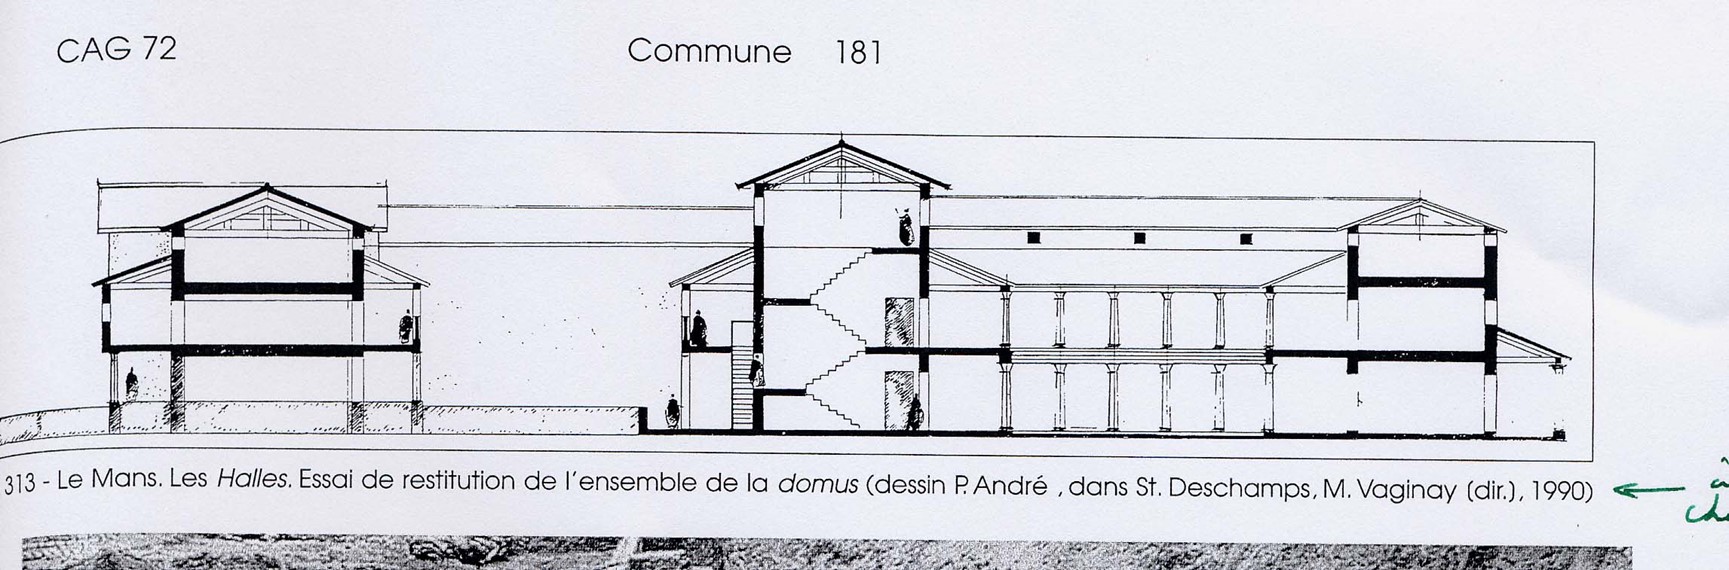 CAG 72
Commune 181
313 - Le Mans. Les Halles. Essai de restitution de l'ensemble de la domus (dessin P. André , dans St. Deschamps, M. Vaginay (dir.), 1990)